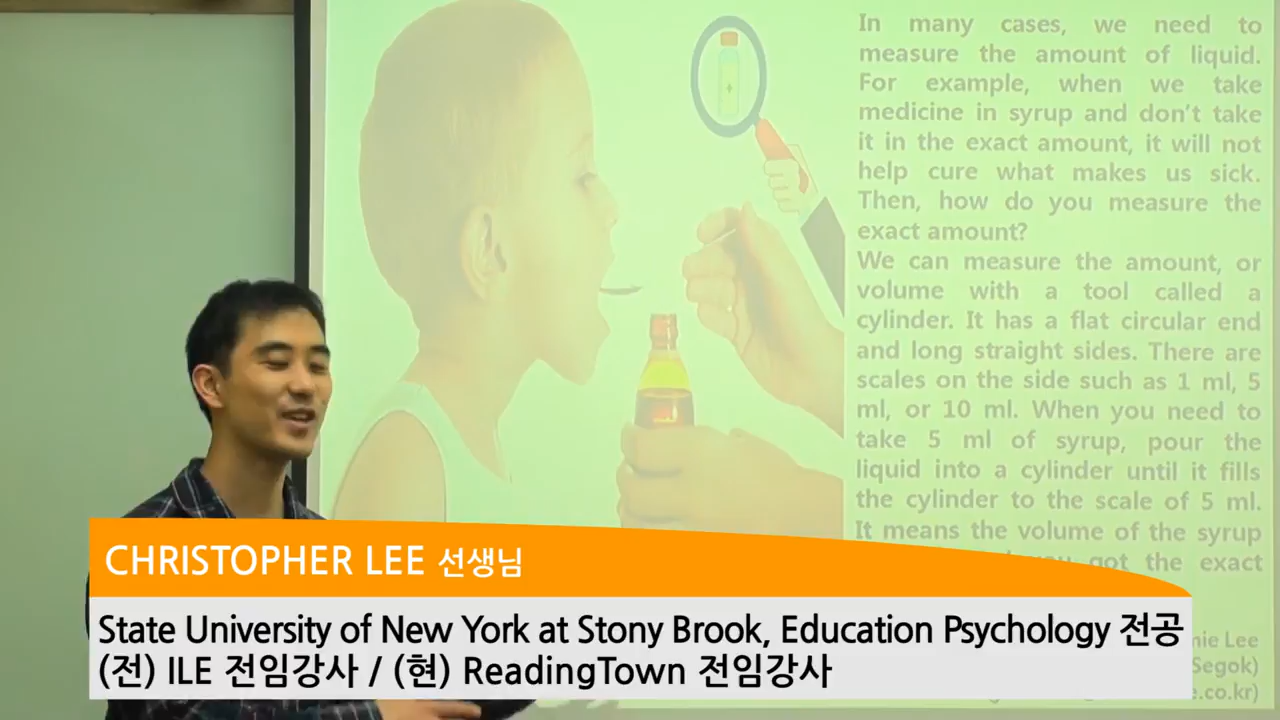 In many cases, we need to
measure the amount of liquid.
For example, when we take
medicine in syrup and don't take
it in the exact amount, it will not
help cure what makes us sick.
Then, how do you measure the
exact amount?
We can measure the amount, or
volume with a tool called a
cylinder. It has a flat circular end
and long straight sides. There are
scales on the side such as 1 ml, 5
ml, or 10 ml. When you need to
take 5 ml of syrup, pour the
liquid into a cylinder until it fills
the cylinder to the scale of 5 ml.
It means the volume of the syrup
got the exact
Lee
Segok)
.co.kr)
CHRISTOPHER LEE 선생님
State University of New York at Stony Brook, Education Psychology 전공
(전) ILE 전임강사 / (현) ReadingTown 전임강사